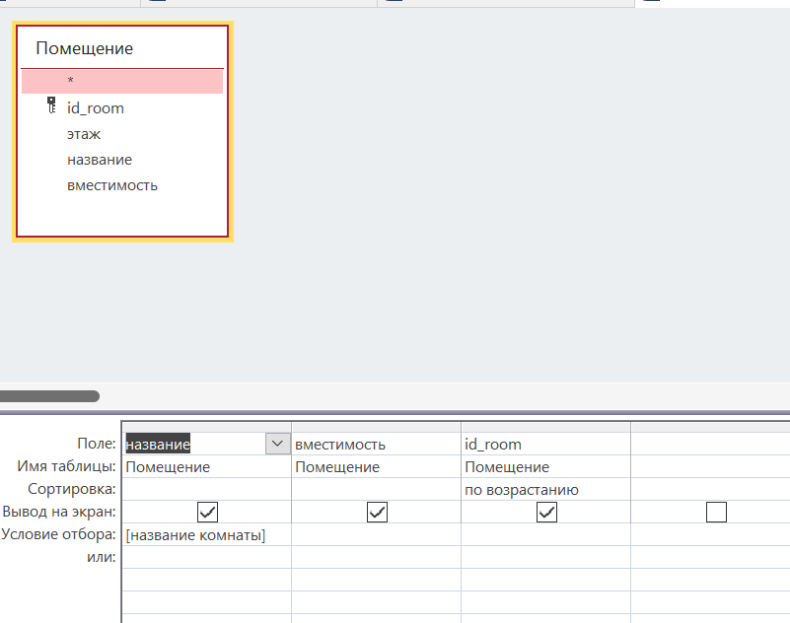 Помещение
*
id_room
этаж
название
вместимость
Поле: название вместимость id_room
Имя таблицы: Помещение Помещение Помещение
Сортировка: по возрастанию
Вывод на экран:
Условие отбора: [название комнаты]
или: